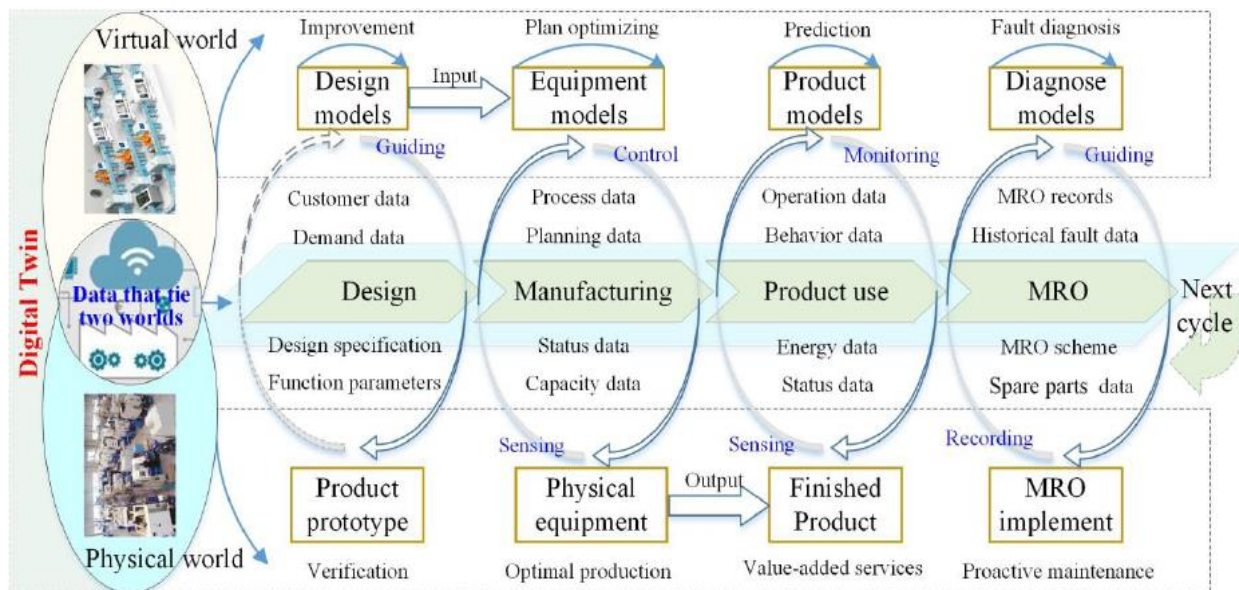 Digital Twin
Virtual world
Data that tie
two worlds
Physical world
Improvement
Plan optimizing
Prediction
Fault diagnosis
Design
models
Input
Equipment
models
Product
models
Diagnose
models
Guiding
Control
Monitoring
Guiding
Customer data
Process data
Operation data
MRO records
Demand data
Planning data
Behavior data
Historical fault data
Design
Manufacturing
Product use
MRO
Next
cycle
Design specification
Status data
Energy data
MRO scheme
Function parameters
Capacity data
Status data
Spare parts data
Sensing
Sensing
Recording
Product
prototype
Physical
equipment
Output
Finished
Product
MRO
implement
Verification
Optimal production
Value-added services
Proactive maintenance